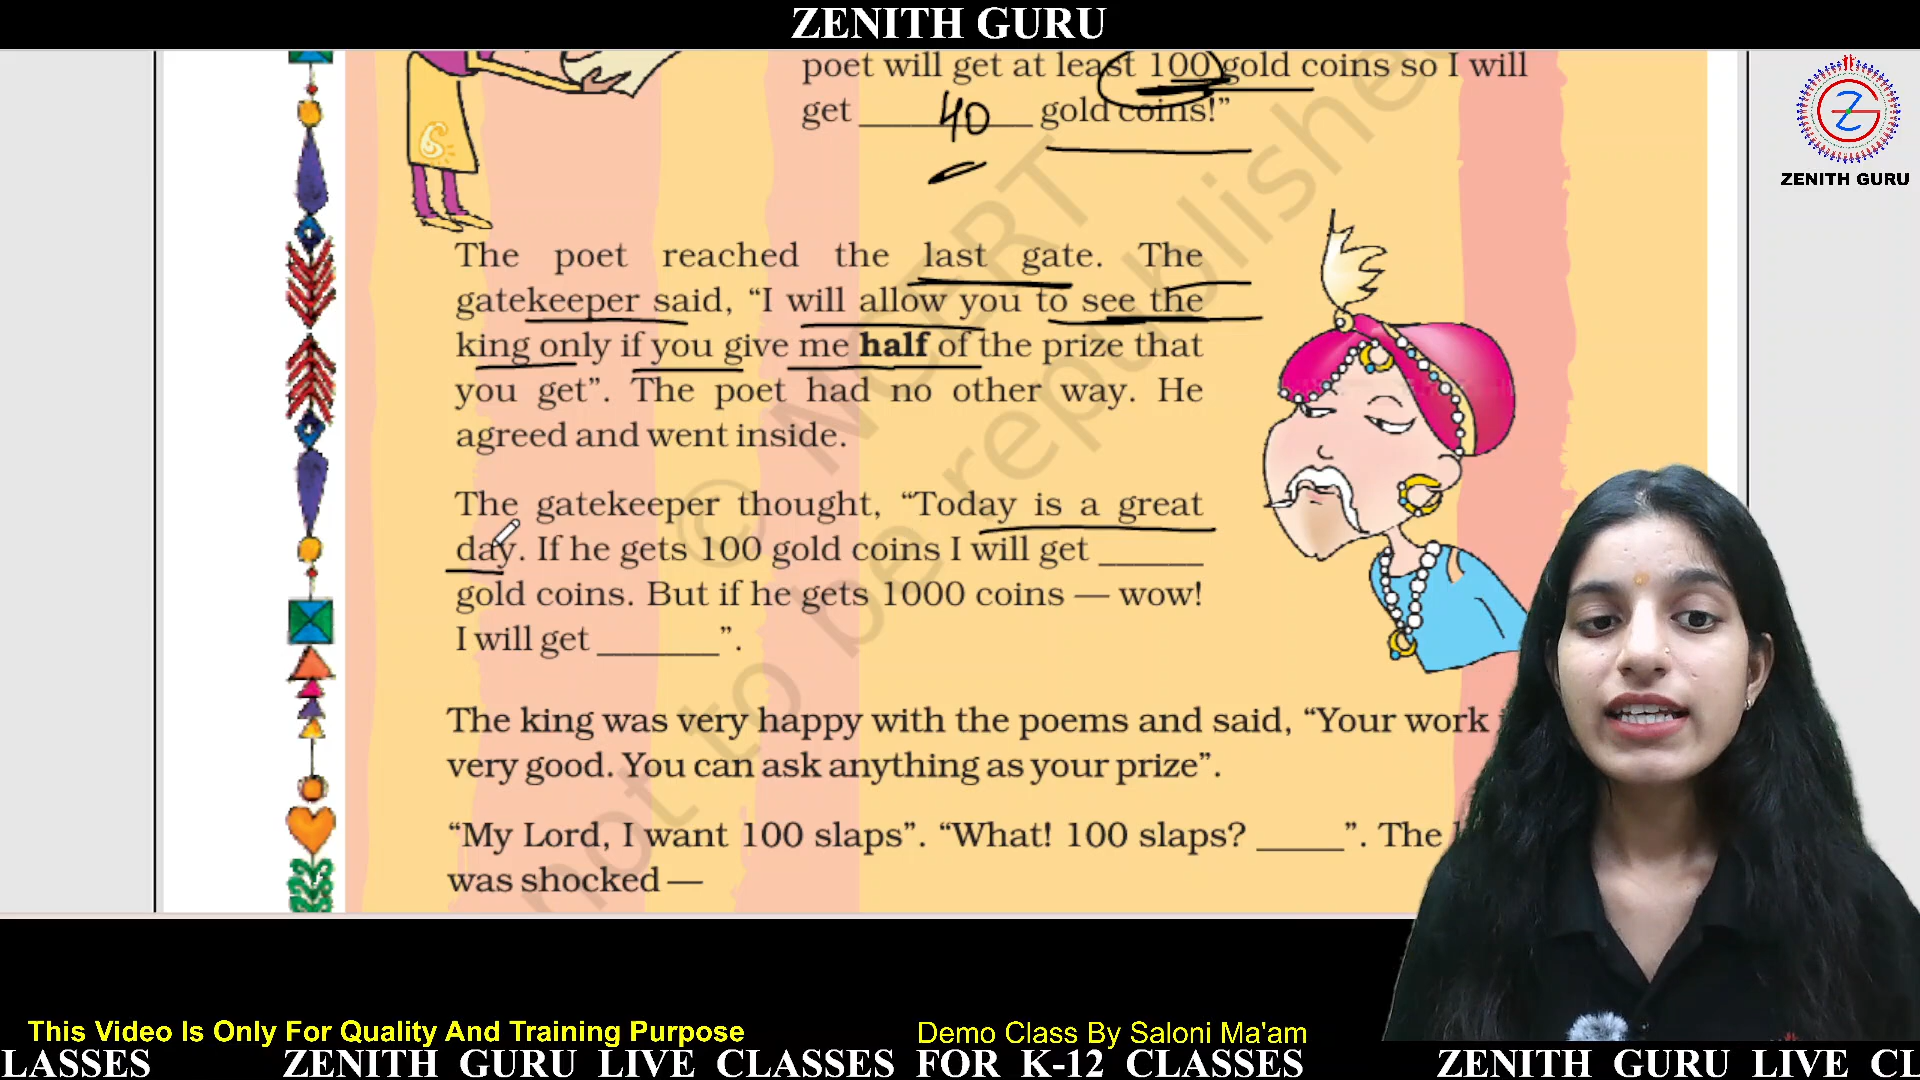 ZENITH GURU
poet will get at least 100 gold coins so I will
get ______ 40 gold coins!”
ZENITH GURU
The poet reached the last gate. The
gatekeeper said, “I will allow you to see the
king only if you give me half of the prize that
you get”. The poet had no other way. He
agreed and went inside.
The gatekeeper thought, “Today is a great
day. If he gets 100 gold coins I will get ______
gold coins. But if he gets 1000 coins — wow!
I will get _______ ”.
The king was very happy with the poems and said, “Your work
very good. You can ask anything as your prize”.
“My Lord, I want 100 slaps”. “What! 100 slaps? _____”. The
was shocked —
© NCERT
not to be republished
This Video Is Only For Quality And Training Purpose
Demo Class By Saloni Ma'am
LASSES ZENITH GURU LIVE CLASSES FOR K-12 CLASSES ZENITH GURU LIVE CL